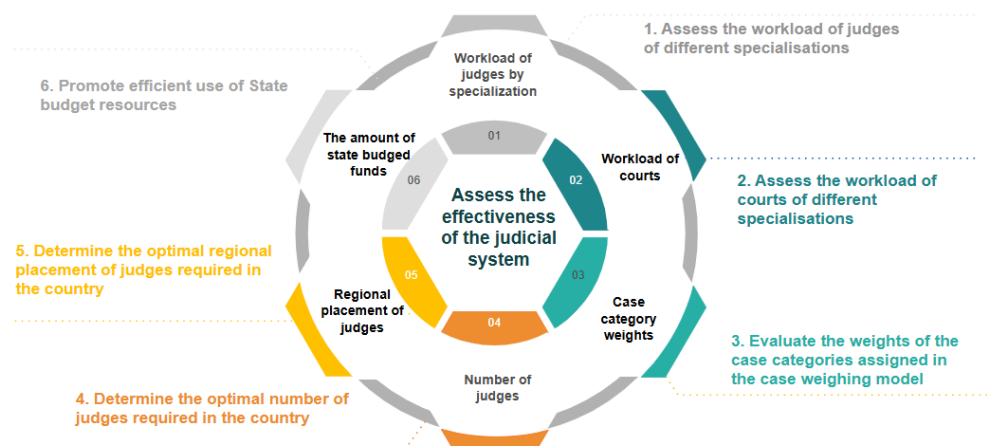 1. Assess the workload of judges
of different specialisations
Workload of
judges by
specialization
6. Promote efficient use of State
budget resources
The amount of
state budged
funds
01
Workload of
courts
02
06
2. Assess the workload of
courts of different
specialisations
Assess the
effectiveness
of the judicial
system
5. Determine the optimal regional
placement of judges required in
the country
05
03
Regional
placement of
judges
Case
category
weights
04
3. Evaluate the weights of the
case categories assigned in
the case weighing model
Number of
judges
4. Determine the optimal number of
judges required in the country